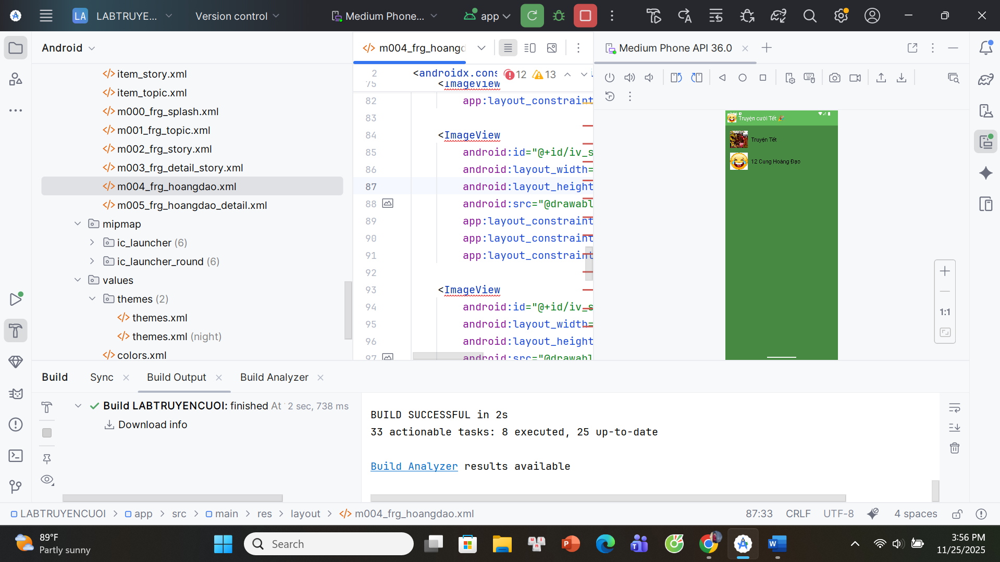 LA LABTRUYE... Version control Medium Phone... app
Android
item_story.xml
item_topic.xml
m000_frg_splash.xml
m001_frg_topic.xml
m002_frg_story.xml
m003_frg_detail_story.xml
m004_frg_hoangdao.xml
m005_frg_hoangdao_detail.xml
mipmap
ic_launcher (6)
ic_launcher_round (6)
values
themes (2)
themes.xml
themes.xml (night)
colors.xml
m004_frg_hoangd
2 <androidx.cons 12 13
75 <ImageView
82 app:layout_constraint
83
84 <ImageView
85 android:id="@+id/iv_s
86 android:layout_width=
87 android:layout_height
88 android:src="@drawabl
89 app:layout_constraint
90 app:layout_constraint
91 app:layout_constraint
92
93 <ImageView
94 android:id="@+id/iv_s
95 android:layout_width=
96 android:layout_height
97 android:src="@drawabl
Medium Phone API 36.0
Truyện cười Tết 🎉
Truyện Tết
12 Cung Hoàng Đạo
1:1
Build Sync Build Output Build Analyzer
Build LABTRUYENCUOI: finished At 2 sec, 738 ms
Download info
BUILD SUCCESSFUL in 2s
33 actionable tasks: 8 executed, 25 up-to-date
Build Analyzer results available
LABTRUYENCUOI > app > src > main > res > layout > m004_frg_hoangdao.xml
87:33 CRLF UTF-8 4 spaces
89°F
Partly sunny
Search
3:56 PM
11/25/2025